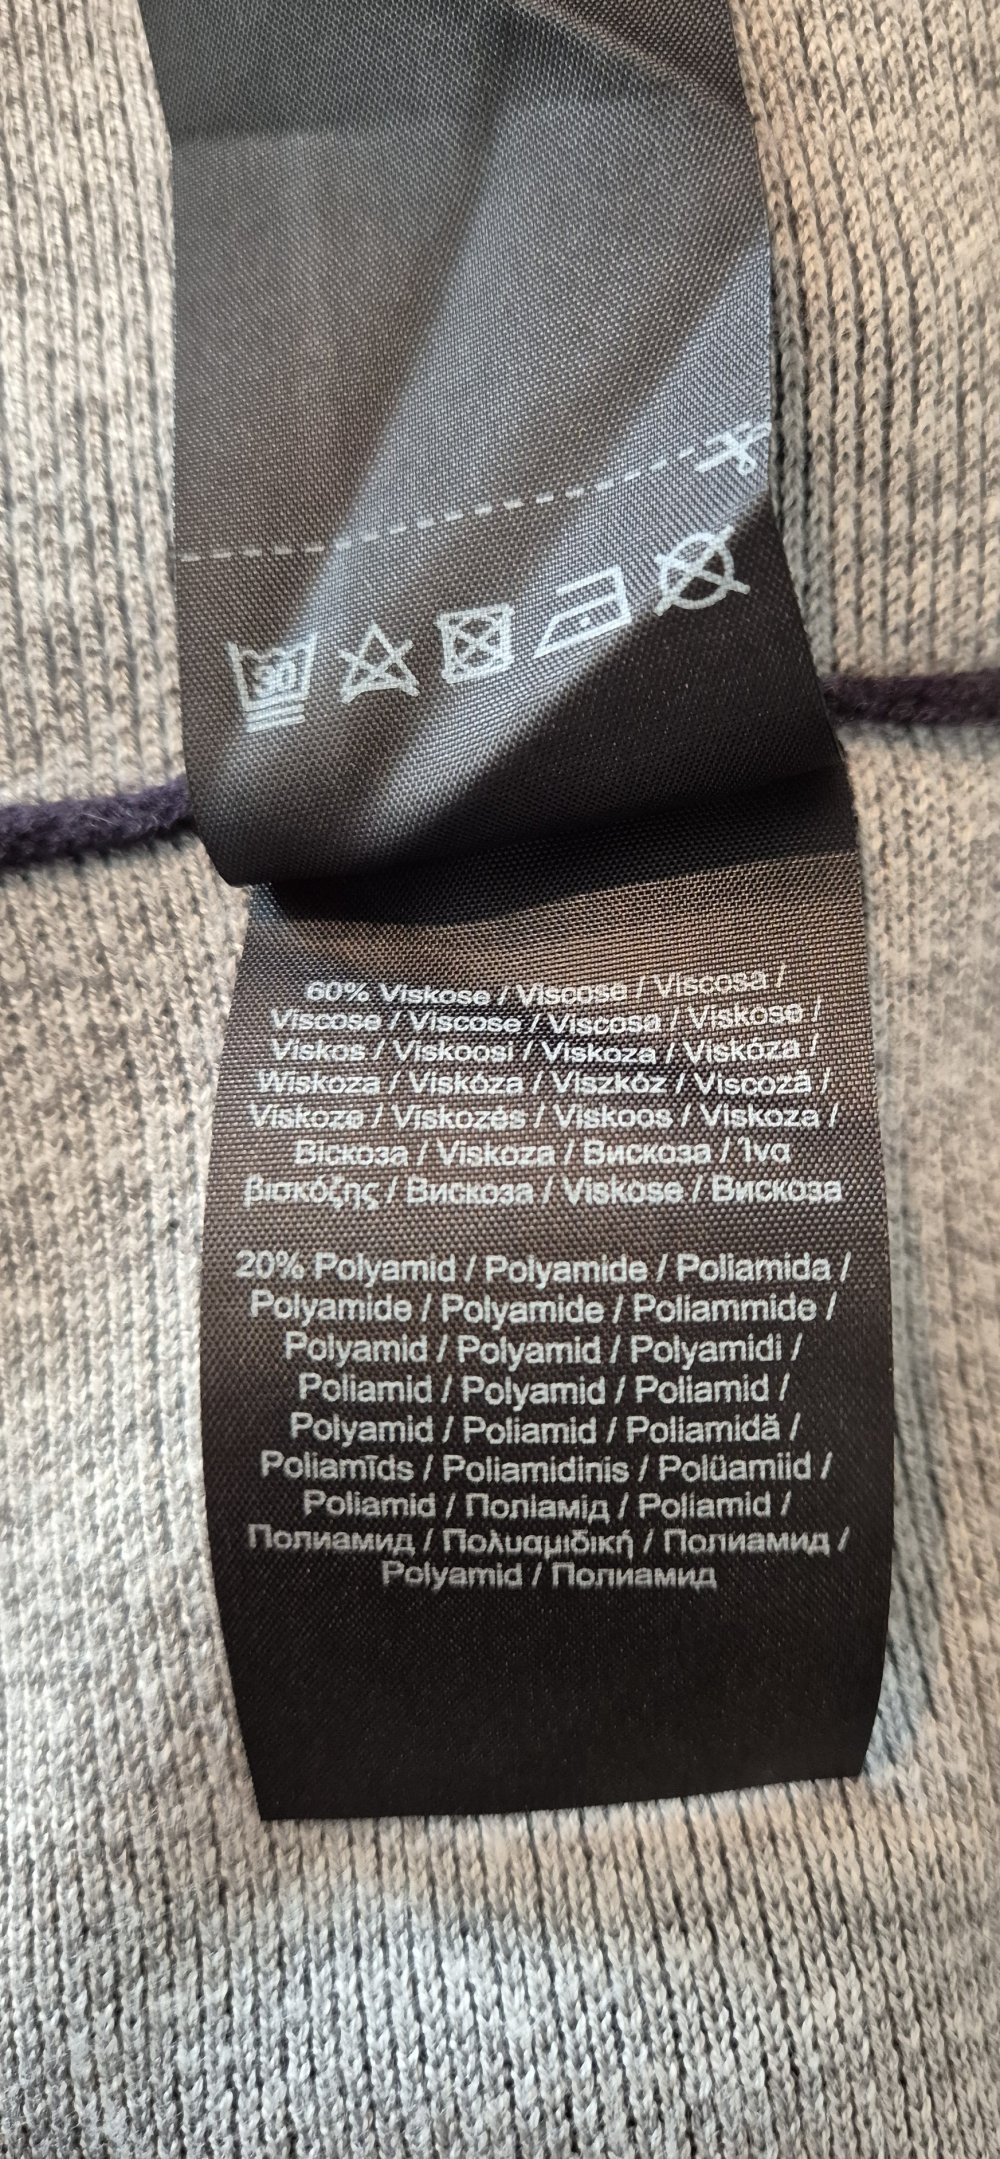 30
60% Viskose / Viscose / Viscosa /
Viscose / Viscose / Viscosa / Viskose /
Viskos / Viskoosi / Viskoza / Viskóza /
Wiskoza / Viskóza / Viszkóz / Viscoză /
Viskoze / Viskozés / Viskoos / Viskoza /
Віскоза / Viskoza / Вискоза / Ίνα
βισκόζης / Вискоза / Viskose / Вискоза
20% Polyamid / Polyamide / Poliamida /
Polyamide / Polyamide / Poliammide /
Polyamid / Polyamid / Polyamidi /
Poliamid / Polyamid / Poliamid /
Polyamid / Poliamid / Poliamidă /
Poliamīds / Poliamidinis / Polüamiid /
Poliamid / Поліамід / Poliamid /
Полиамид / Πολυαμιδική / Полиамид /
Polyamid / Полиамид